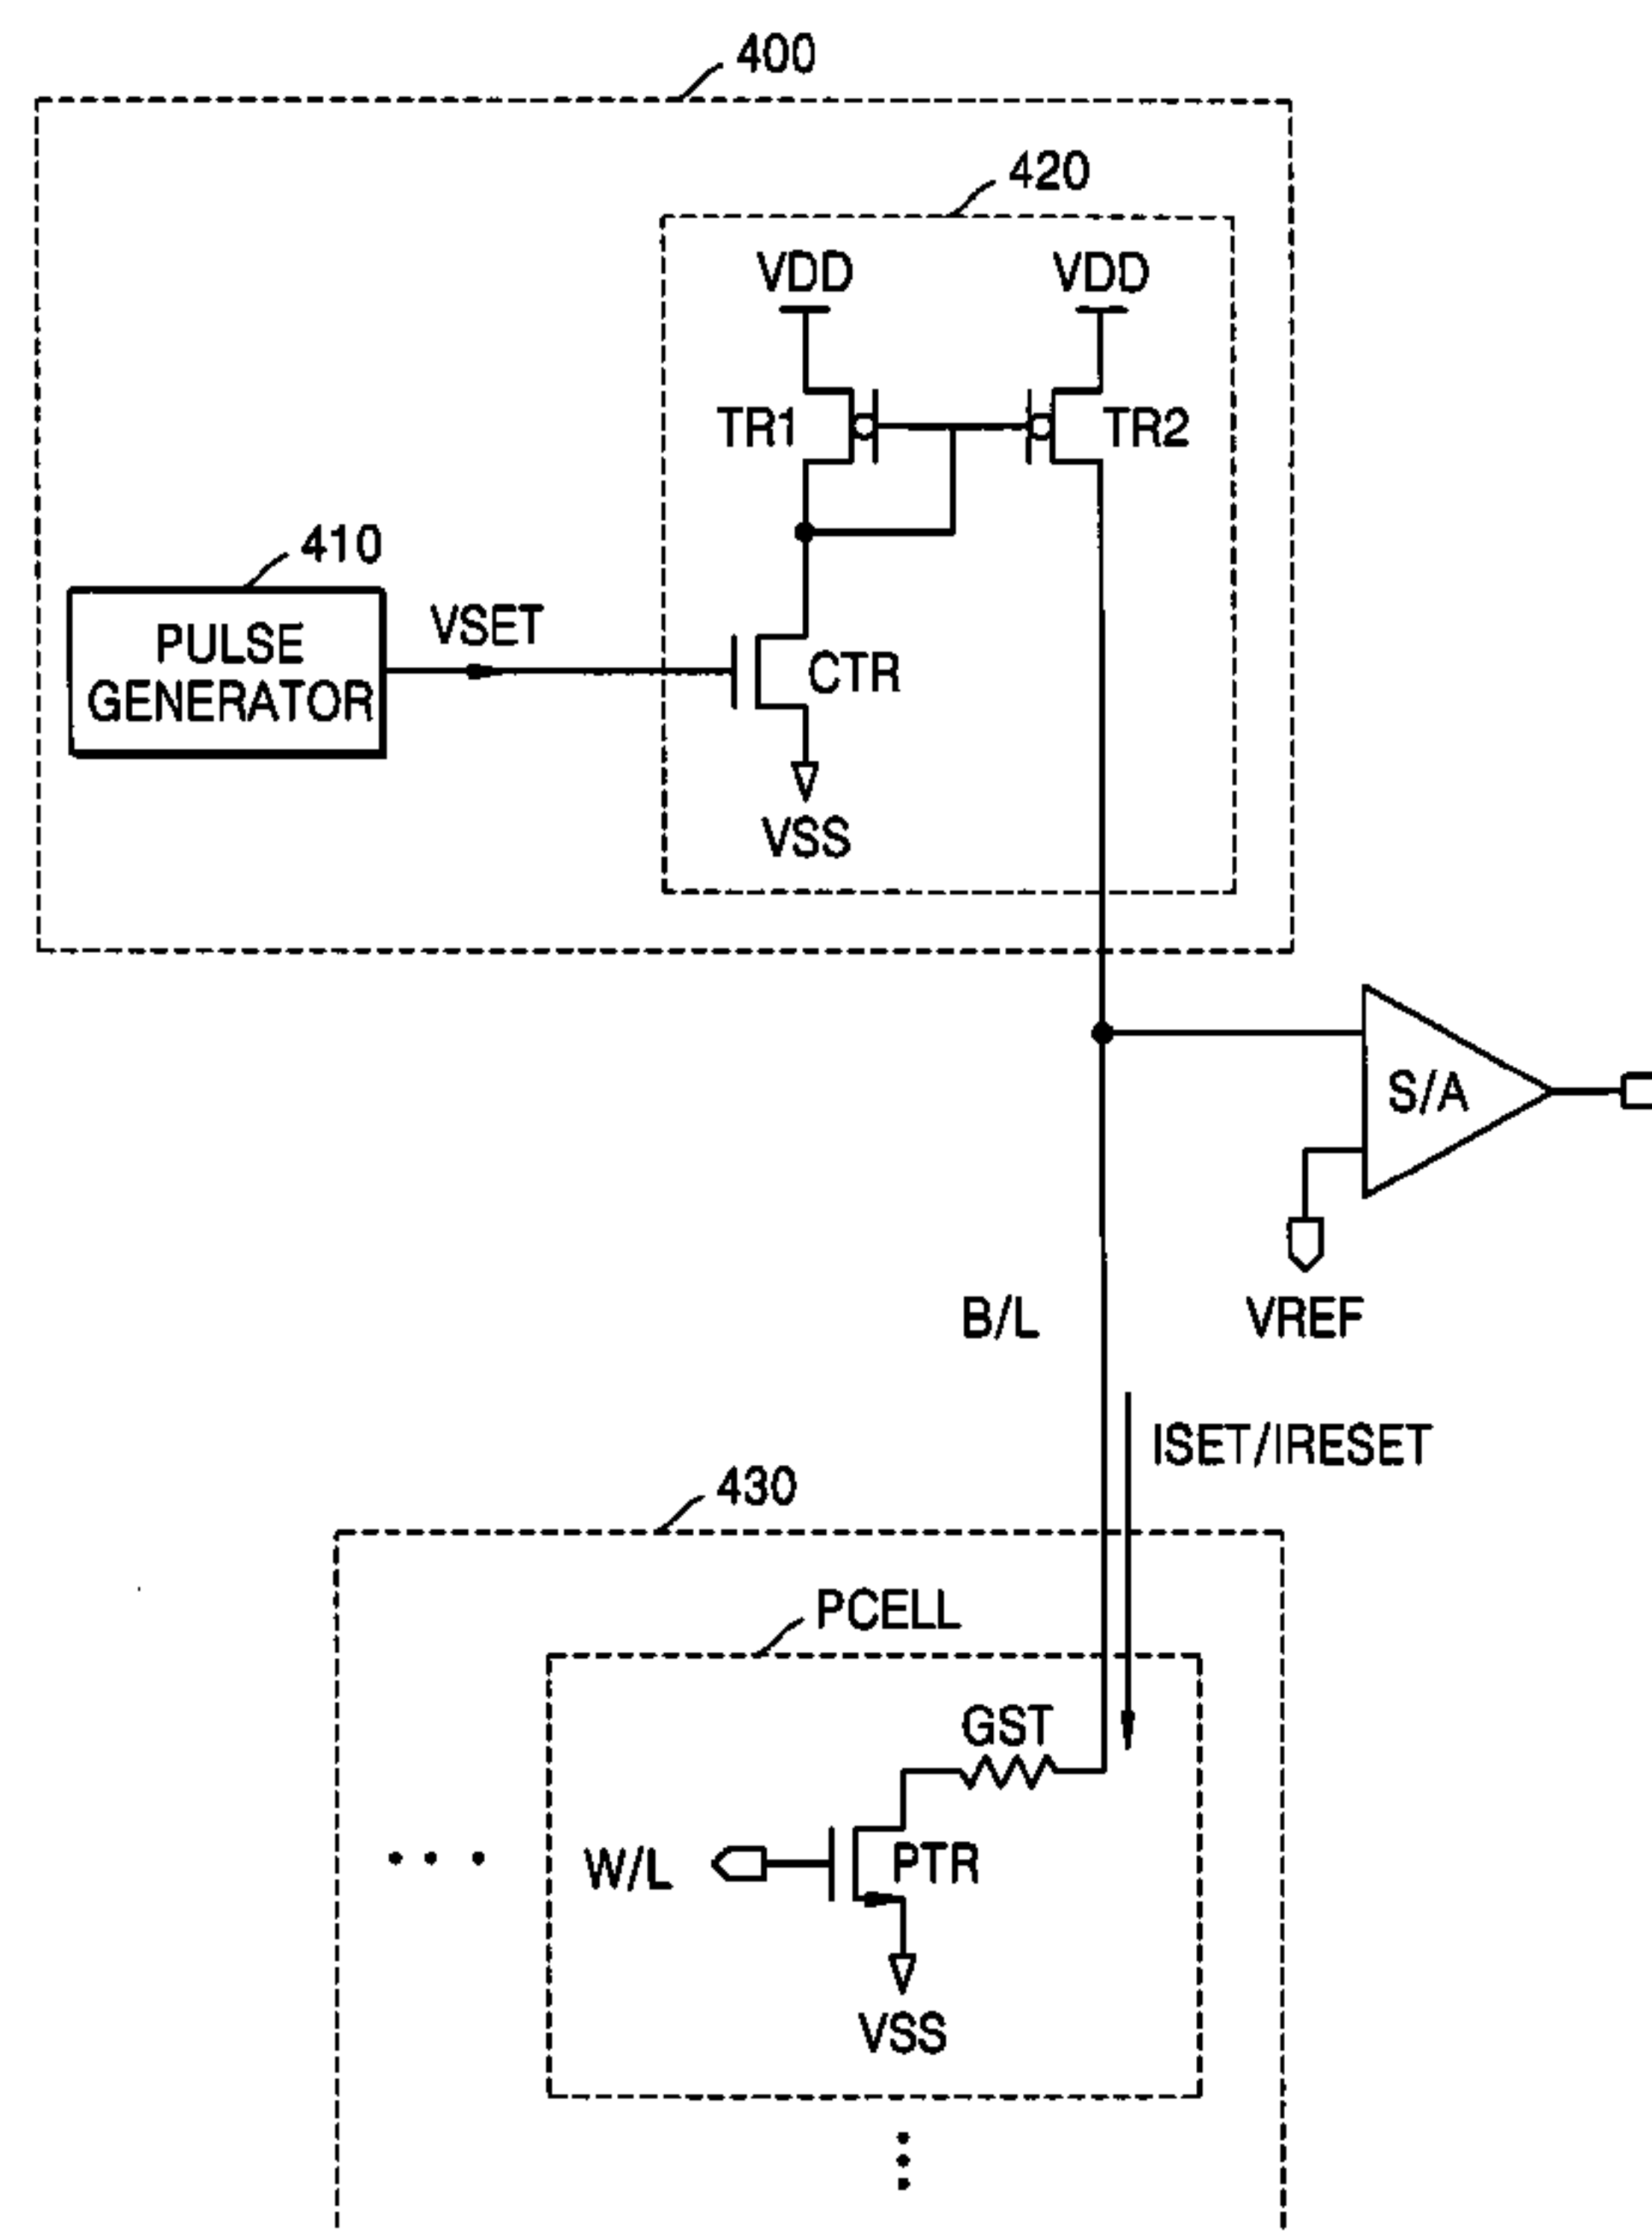 400
420
VDD VDD
TR1 TR2
410
PULSE
GENERATOR
VSET
CTR
VSS
S/A
B/L
VREF
ISET/IRESET
430
PCELL
GST
W/L
PTR
VSS